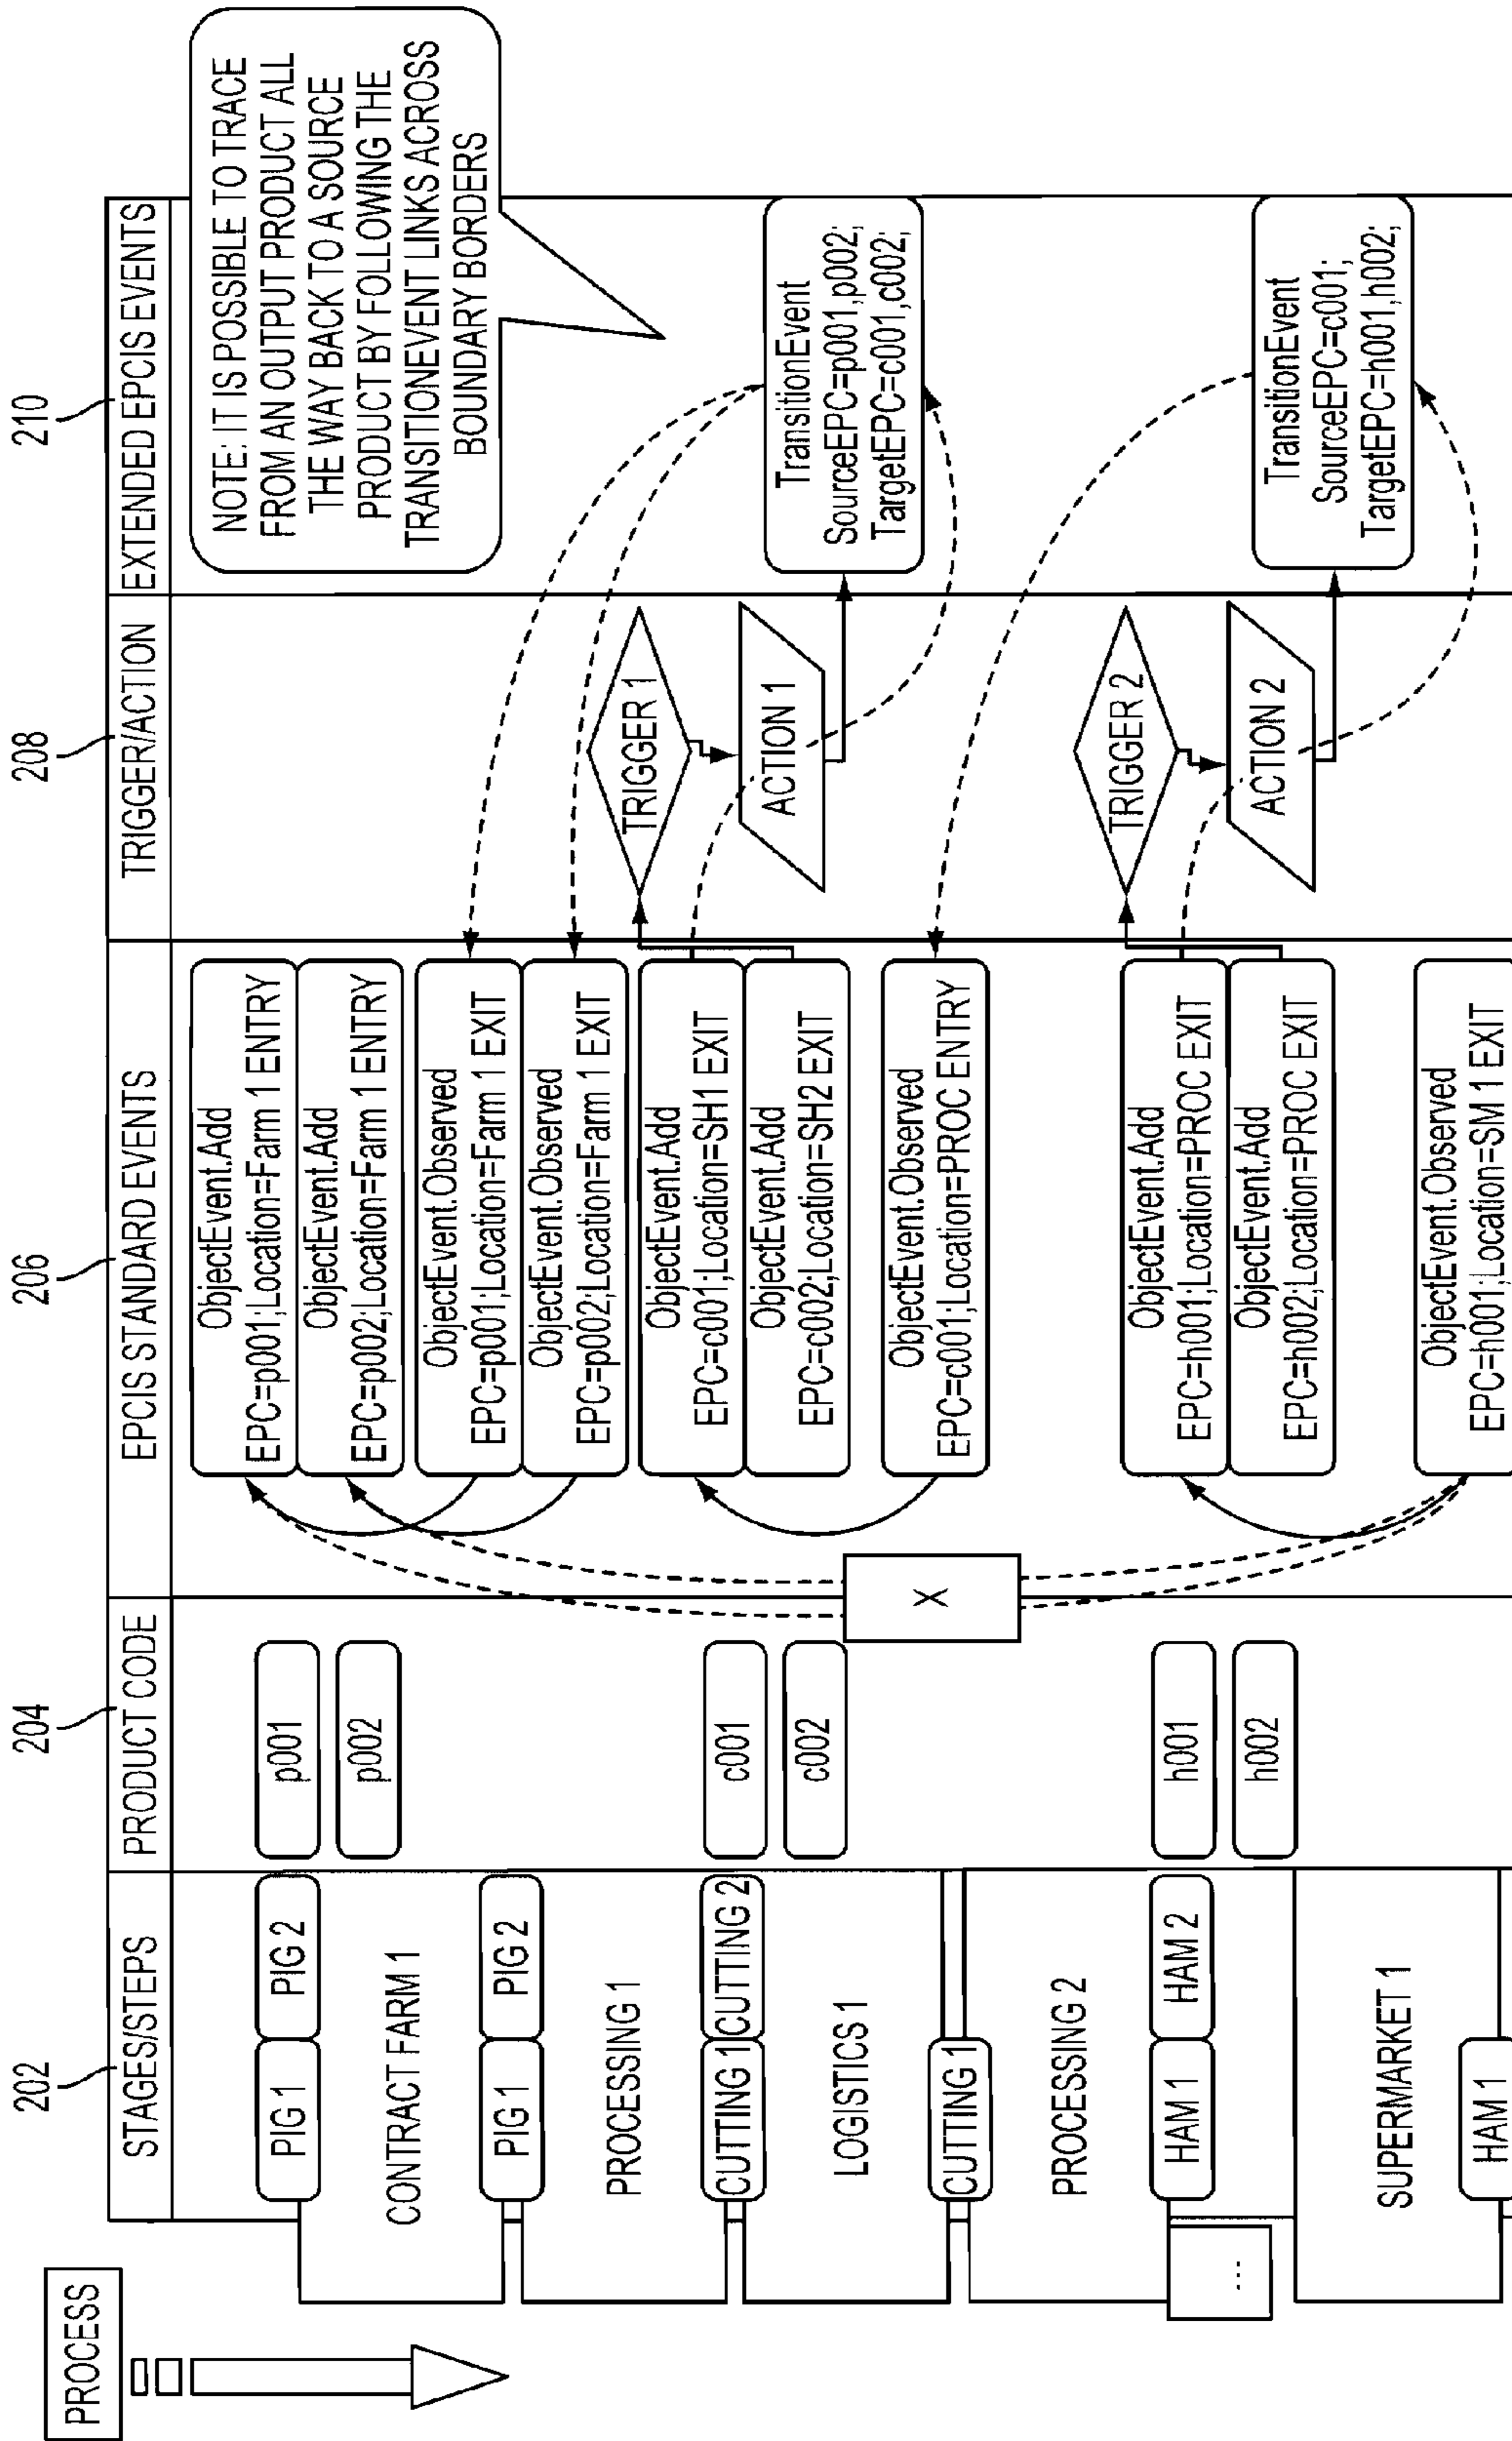 PROCESS
202
204
206
208
210
STAGES/STEPS
PRODUCT CODE
EPCIS STANDARD EVENTS
TRIGGER/ACTION
EXTENDED EPCIS EVENTS
PIG 1
PIG 2
CONTRACT FARM 1
PIG 1
PIG 2
PROCESSING 1
CUTTING 1
CUTTING 2
LOGISTICS 1
CUTTING 1
PROCESSING 2
HAM 1
HAM 2
...
SUPERMARKET 1
HAM 1
p001
p002
c001
c002
h001
h002
X
ObjectEvent.Add
EPC=p001;Location=Farm 1 ENTRY
ObjectEvent.Add
EPC=p002;Location=Farm 1 ENTRY
ObjectEvent.Observed
EPC=p001;Location=Farm 1 EXIT
ObjectEvent.Observed
EPC=p002;Location=Farm 1 EXIT
ObjectEvent.Add
EPC=c001;Location=SH1 EXIT
ObjectEvent.Add
EPC=c002;Location=SH2 EXIT
ObjectEvent.Observed
EPC=c001;Location=PROC ENTRY
ObjectEvent.Add
EPC=h001;Location=PROC EXIT
ObjectEvent.Add
EPC=h002;Location=PROC EXIT
ObjectEvent.Observed
EPC=h001;Location=SM 1 EXIT
TRIGGER 1
ACTION 1
TRIGGER 2
ACTION 2
NOTE: IT IS POSSIBLE TO TRACE
FROM AN OUTPUT PRODUCT ALL
THE WAY BACK TO A SOURCE
PRODUCT BY FOLLOWING THE
TRANSITIONEVENT LINKS ACROSS
BOUNDARY BORDERS
TransitionEvent
SourceEPC=p001,p002;
TargetEPC=c001,c002;
TransitionEvent
SourceEPC=c001;
TargetEPC=h001,h002;